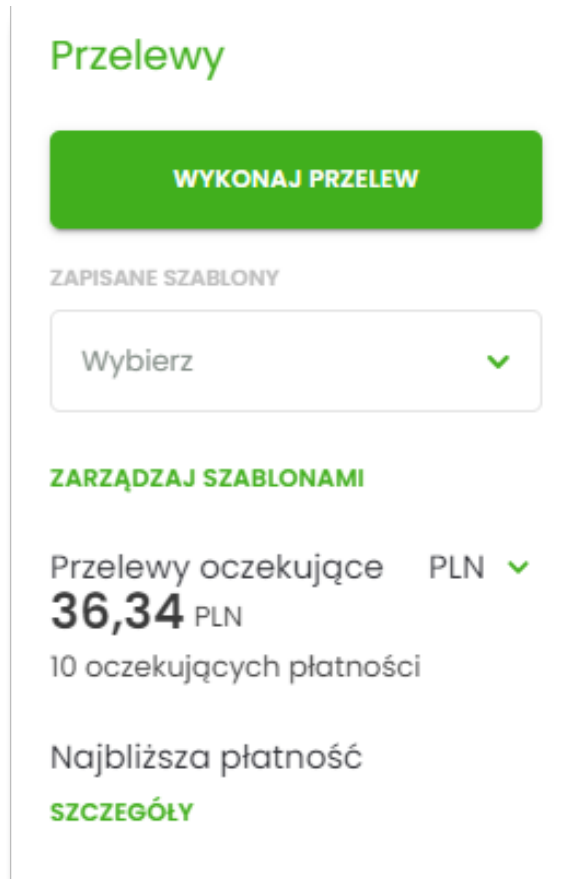 Przelewy
WYKONAJ PRZELEW
ZAPISANE SZABLONY
Wybierz
ZARZĄDZAJ SZABLONAMI
Przelewy oczekujące PLN
36,34 PLN
10 oczekujących płatności
Najbliższa płatność
SZCZEGÓŁY